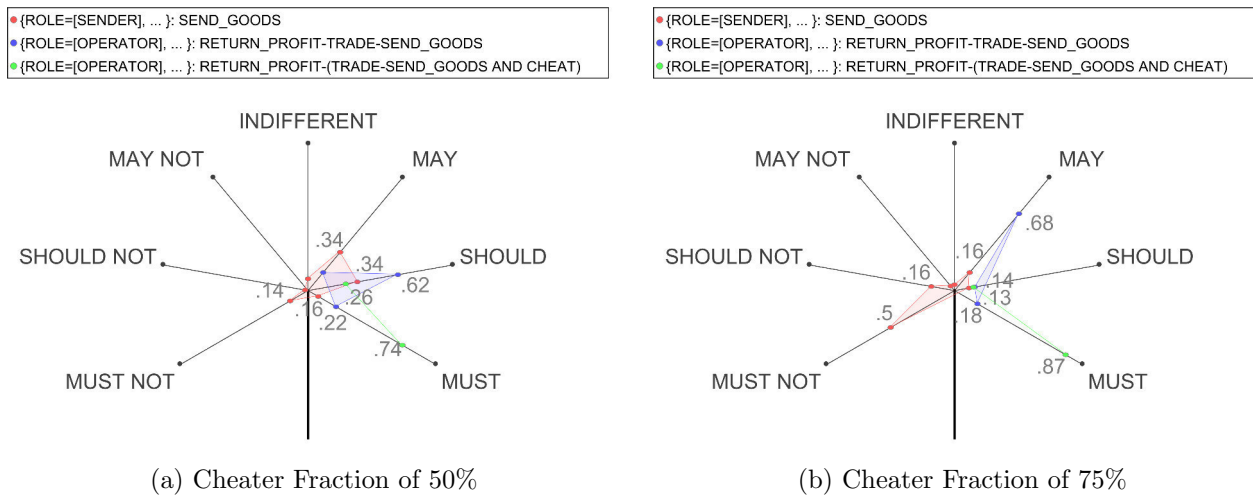 {ROLE=[SENDER], ... }: SEND_GOODS
{ROLE=[OPERATOR], ... }: RETURN_PROFIT-TRADE-SEND_GOODS
{ROLE=[OPERATOR], ... }: RETURN_PROFIT-(TRADE-SEND_GOODS AND CHEAT)
INDIFFERENT
MAY NOT
MAY
SHOULD NOT
SHOULD
MUST NOT
MUST
.34
.34
.62
.14
.16
.26
.22
.74
(a) Cheater Fraction of 50%
{ROLE=[SENDER], ... }: SEND_GOODS
{ROLE=[OPERATOR], ... }: RETURN_PROFIT-TRADE-SEND_GOODS
{ROLE=[OPERATOR], ... }: RETURN_PROFIT-(TRADE-SEND_GOODS AND CHEAT)
INDIFFERENT
MAY NOT
MAY
SHOULD NOT
SHOULD
MUST NOT
MUST
.68
.16
.16
.14
.13
.18
.5
.87
(b) Cheater Fraction of 75%